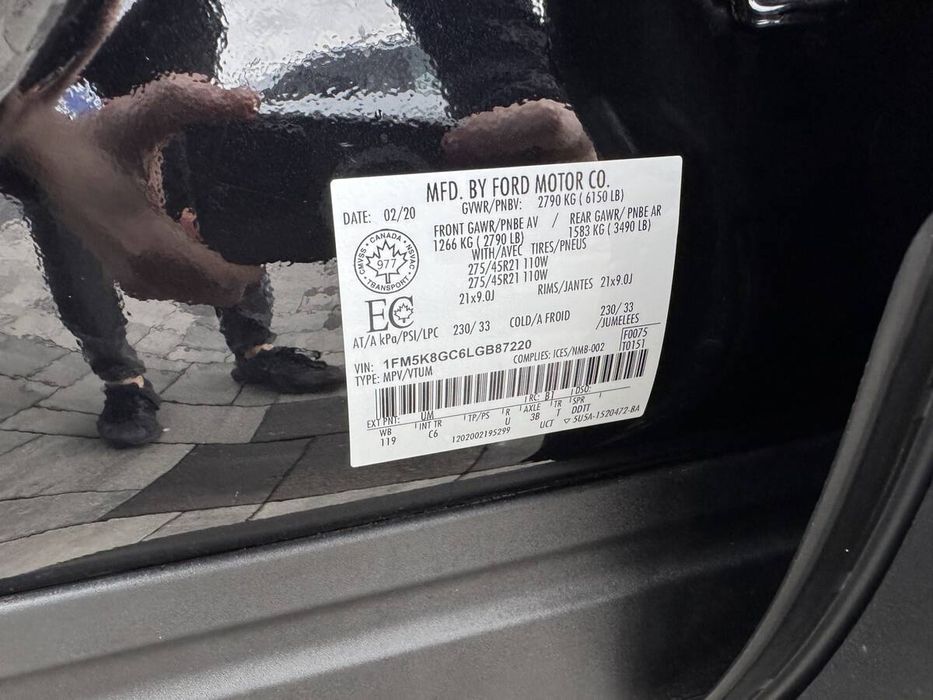 MFD. BY FORD MOTOR CO.
DATE: 02/20
GVWR/PNBV: 2790 KG ( 6150 LB)
FRONT GAWR/PNBE AV / REAR GAWR/ PNBE AR
1266 KG ( 2790 LB) 1583 KG ( 3490 LB)
WITH/AVEC TIRES/PNEUS
275/45R21 110W
275/45R21 110W
21x9.0J RIMS/JANTES 21x9.0J
CANADA
CMVSS NSVAC
977
TRANSPORT
EC
AT/A kPa/PSI/LPC 230/ 33 COLD/A FROID 230/ 33
/JUMELEES
VIN: 1FM5K8GC6LGB87220
F0075
TYPE: MPV/VTUM COMPLIES: ICES/NMB-002 T0151
RC: BT DSO:
EXT PNT: UM INT TR TP/PS R AXLE TR SPR
WB C6 U 3B T DDTT
119 1202002195299 UCT ▽ 5U5A-1520472-BA